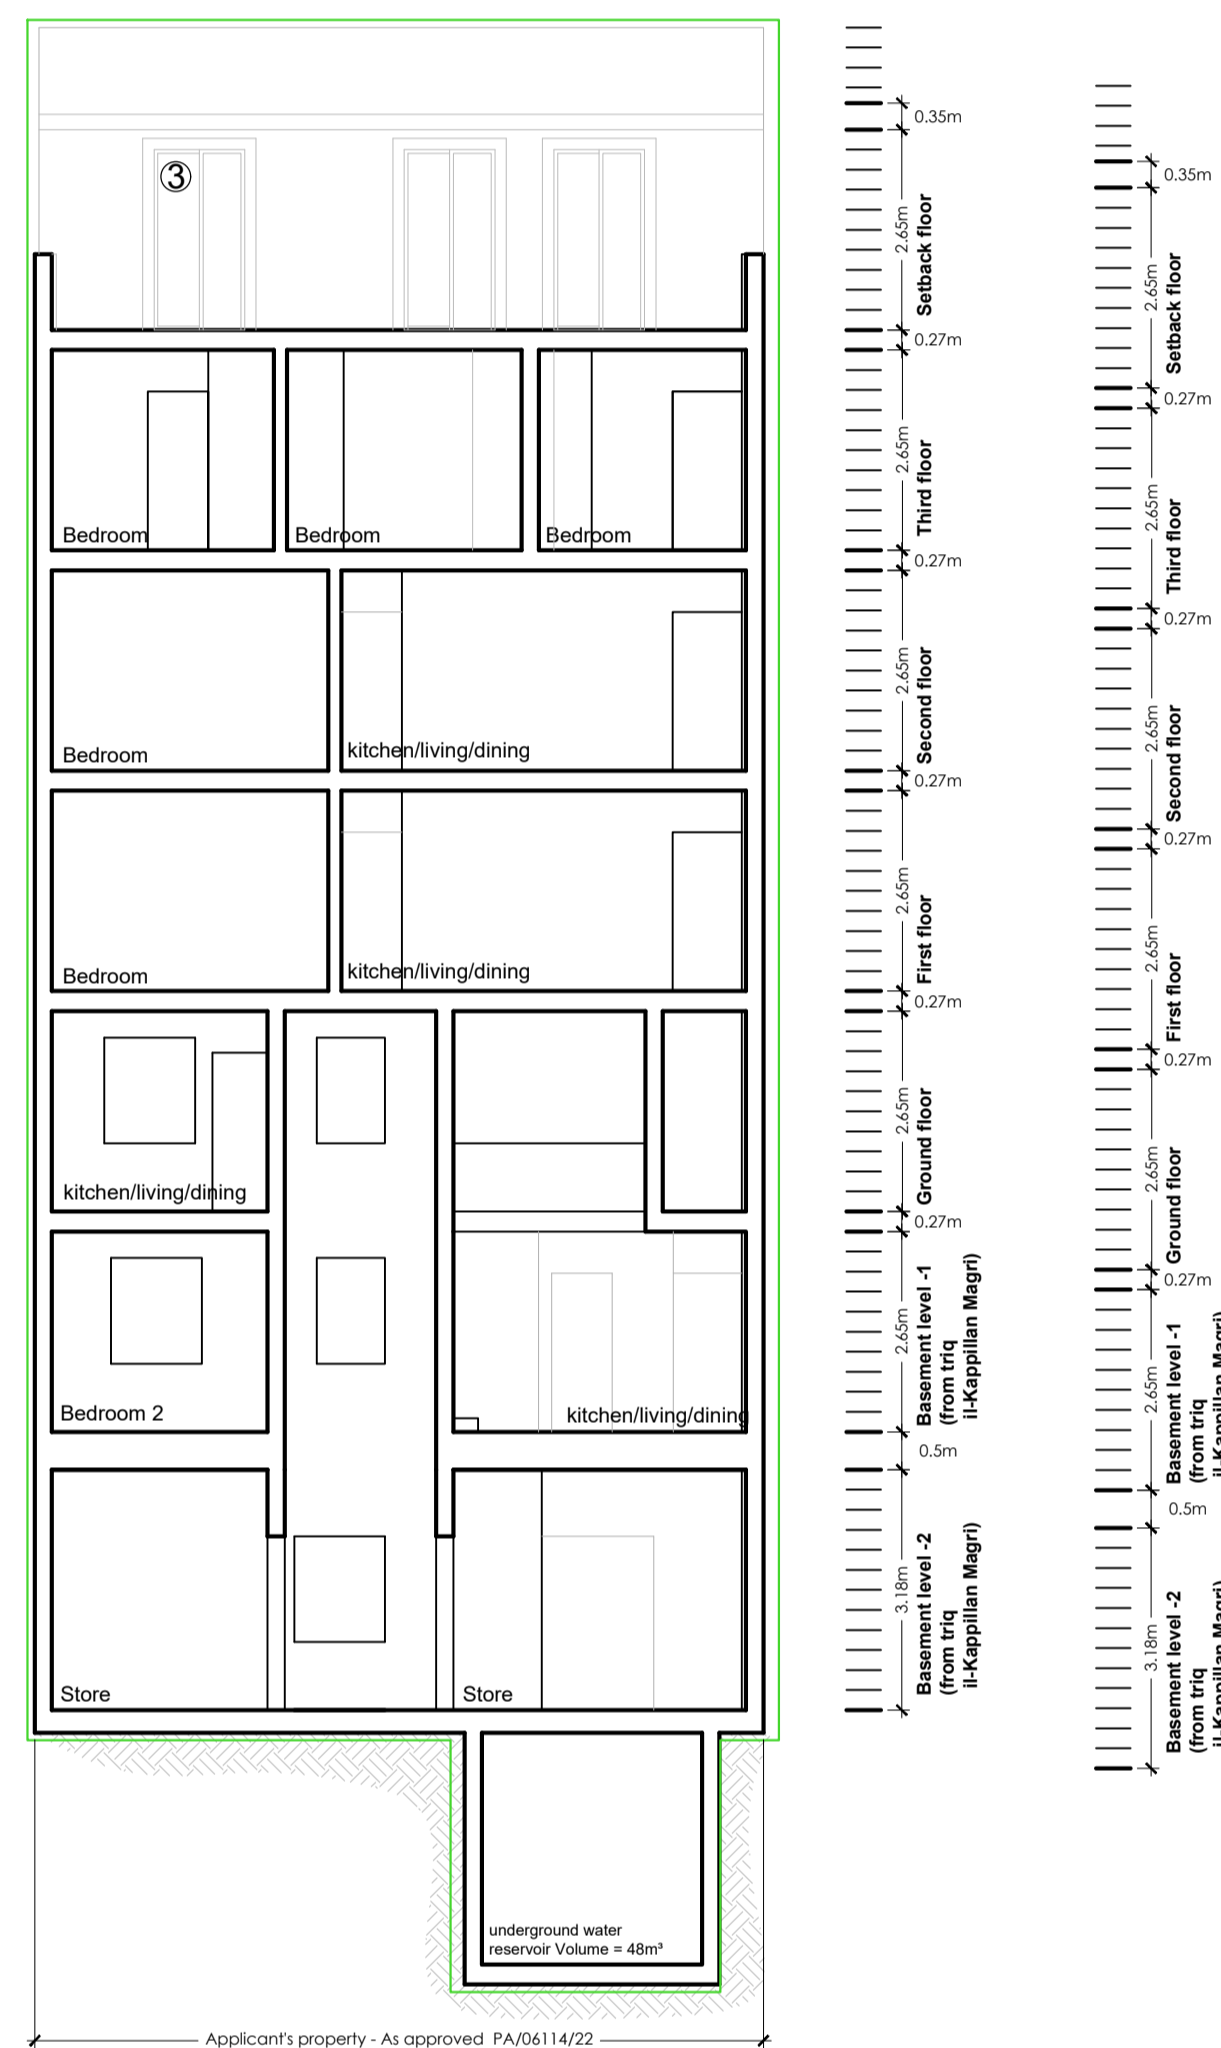 3
Bedroom
Bedroom
Bedroom
Bedroom
kitchen/living/dining
Bedroom
kitchen/living/dining
kitchen/living/dining
Bedroom 2
kitchen/living/dining
Store
Store
underground water
reservoir Volume = 48m³
Applicant's property - As approved PA/06114/22
0.35m
2.65m
Setback floor
0.27m
2.65m
Third floor
0.27m
2.65m
Second floor
0.27m
2.65m
First floor
0.27m
2.65m
Ground floor
0.27m
2.65m
Basement level -1
(from triq
il-Kappillan Magri)
0.5m
3.18m
Basement level -2
(from triq
il-Kappillan Magri)
0.35m
2.65m
Setback floor
0.27m
2.65m
Third floor
0.27m
2.65m
Second floor
0.27m
2.65m
First floor
0.27m
2.65m
Ground floor
0.27m
2.65m
Basement level -1
(from triq
il-Kappillan Magri)
0.5m
3.18m
Basement level -2
(from triq
il-Kappillan Magri)